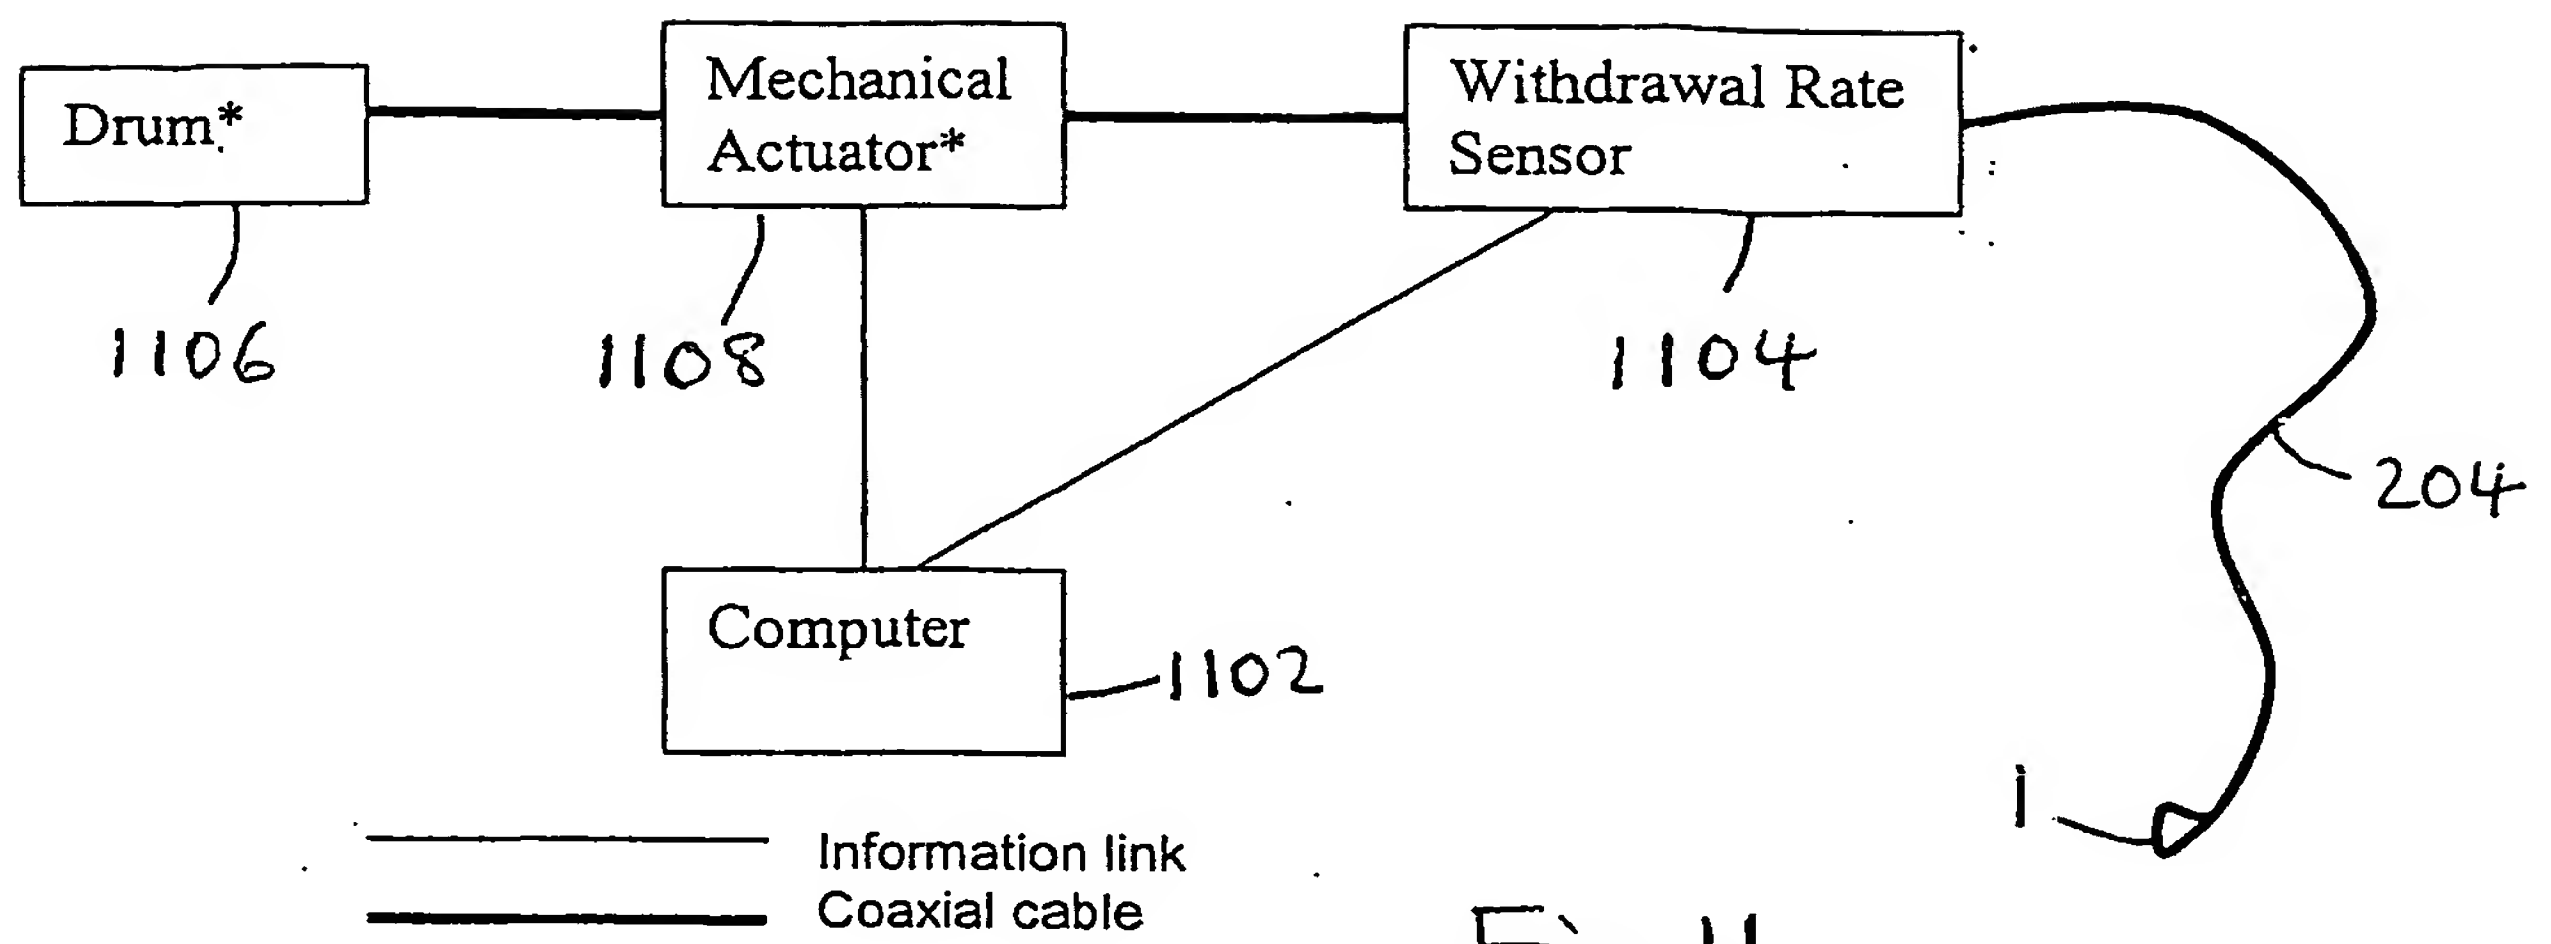 Drum*
Mechanical
Actuator*
Withdrawal Rate
Sensor
1106
1108
1104
204
Computer
1102
1
Information link
Coaxial cable